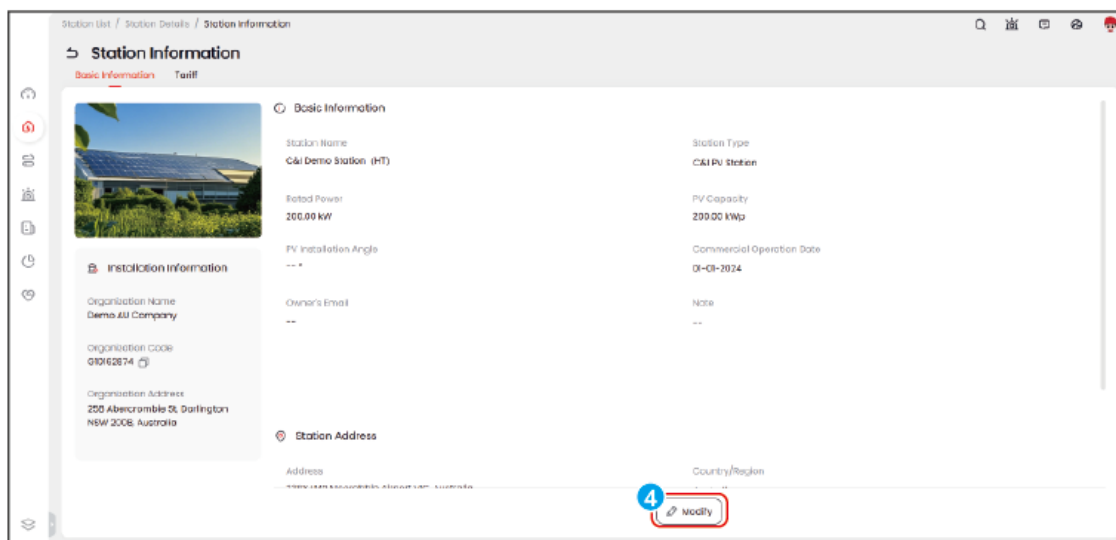 Station List / Station Details / Station Information
Station Information
Basic Information Tariff
Basic Information
Station Name Station Type
C&I Demo Station (HT) C&I PV Station
Rated Power PV Capacity
200.00 kW 200.00 kWp
PV Installation Angle Commercial Operation Date
-- ° 01-01-2024
Owner's Email Note
-- --
Installation Information
Organization Name
Demo AU Company
Organization Code
G10162874
Organization Address
258 Abercrombie St, Darlington
NSW 2008, Australia
Station Address
Address Country/Region
4
Modify